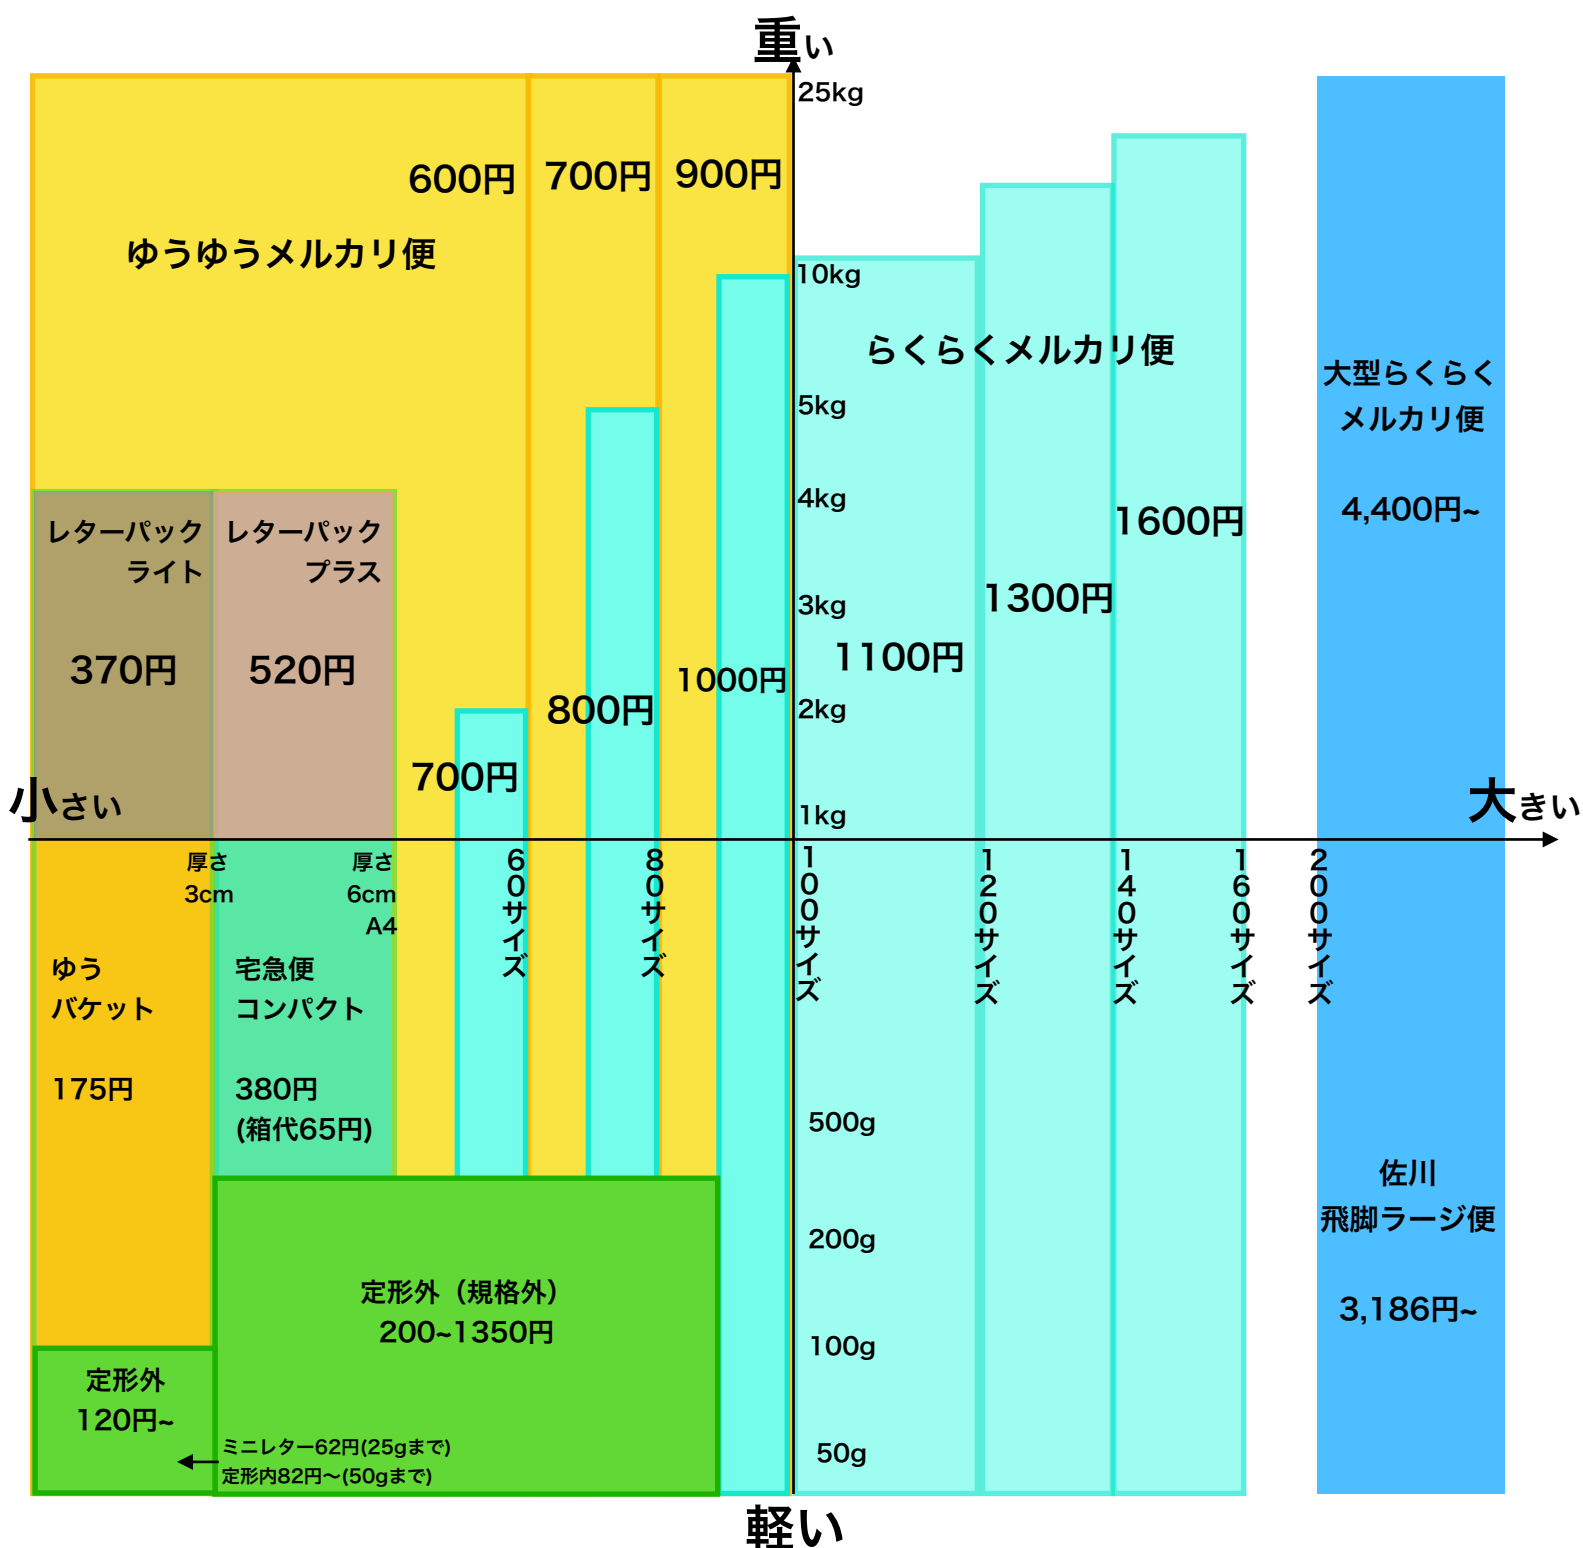 重い
25kg
600円
700円
900円
ゆうゆうメルカリ便
10kg
らくらくメルカリ便
大型らくらく
メルカリ便
4,400円~
5kg
4kg
レターパック
ライト
370円
レターパック
プラス
520円
1600円
1300円
3kg
1100円
1000円
800円
2kg
700円
1kg
小さい
大きい
厚さ
3cm
厚さ
6cm
A4
60サイズ
80サイズ
100サイズ
120サイズ
140サイズ
160サイズ
200サイズ
ゆう
バケット
175円
宅急便
コンパクト
380円
(箱代65円)
500g
200g
100g
50g
佐川
飛脚ラージ便
3,186円~
定形外（規格外）
200~1350円
定形外
120円~
ミニレター62円(25gまで)
定形内82円〜(50gまで)
軽い